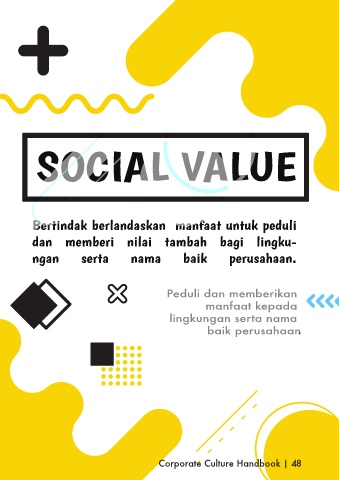 SOCIAL VALUE
Bertindak berlandaskan manfaat untuk peduli
dan memberi nilai tambah bagi lingku-
ngan serta nama baik perusahaan.
Peduli dan memberikan
manfaat kepada
lingkungan serta nama
baik perusahaan.
Corporate Culture Handbook | 48